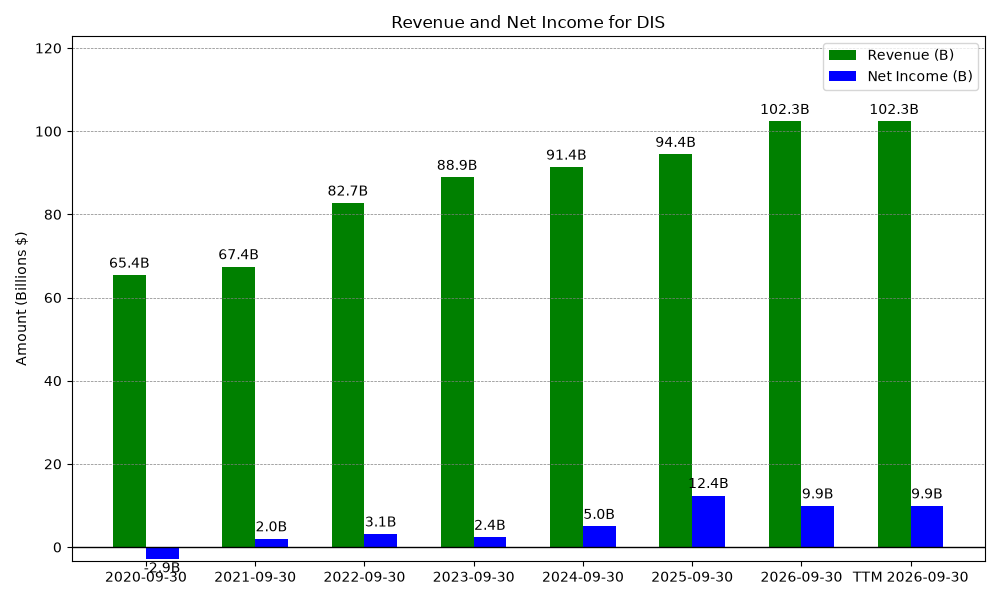 Revenue and Net Income for DIS
Revenue (B)
Net Income (B)
Amount (Billions $)
120
100
80
60
40
20
0
65.4B
67.4B
82.7B
88.9B
91.4B
94.4B
102.3B
102.3B
-2.9B
2.0B
3.1B
2.4B
5.0B
12.4B
9.9B
9.9B
2020-09-30
2021-09-30
2022-09-30
2023-09-30
2024-09-30
2025-09-30
2026-09-30
TTM 2026-09-30